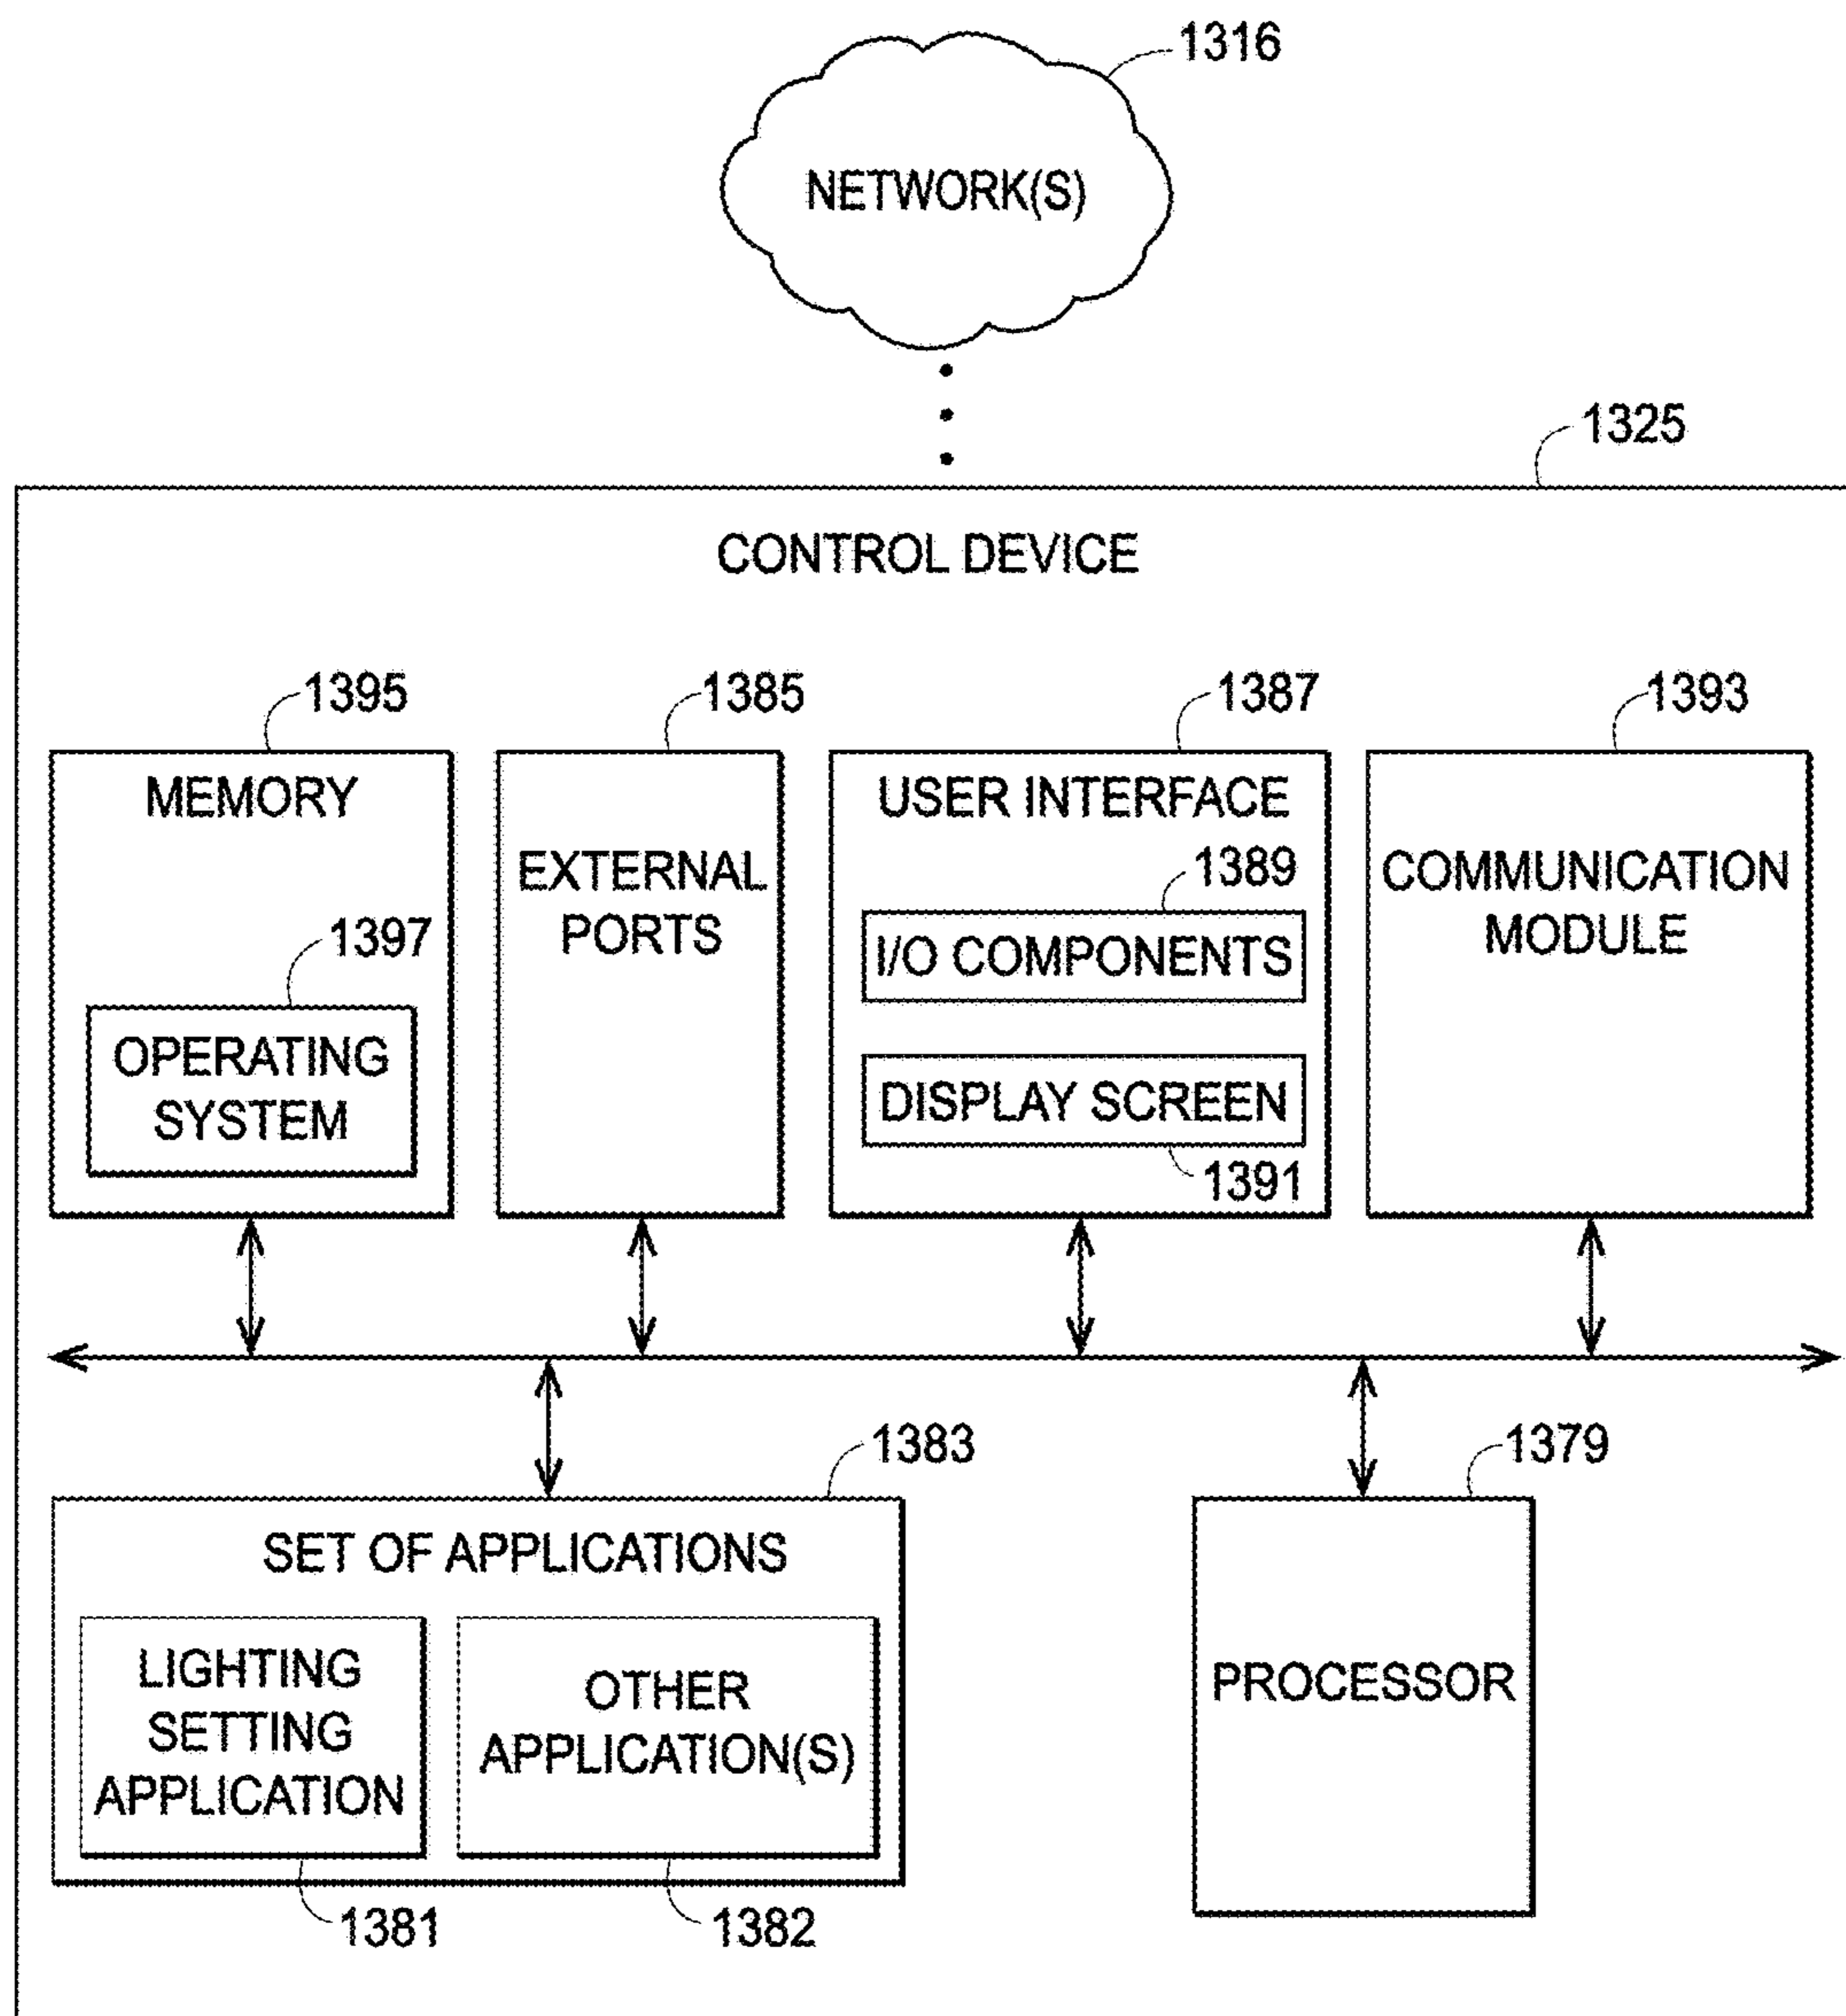 1316
NETWORK(S)
1325
CONTROL DEVICE
1395
1385
1387
1393
MEMORY
EXTERNAL
PORTS
USER INTERFACE
COMMUNICATION
MODULE
1389
I/O COMPONENTS
1397
OPERATING
SYSTEM
DISPLAY SCREEN
1391
1383
1379
SET OF APPLICATIONS
LIGHTING
SETTING
APPLICATION
OTHER
APPLICATION(S)
PROCESSOR
1381
1382